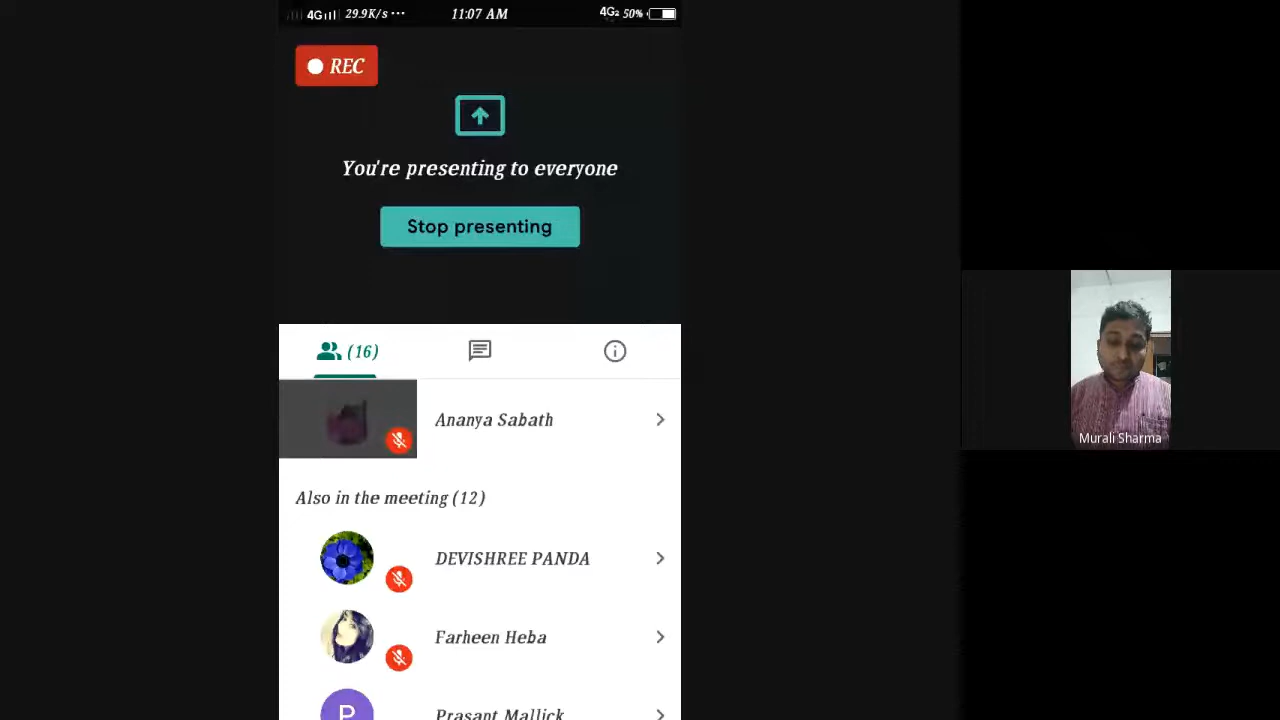 4G 29.9K/s ··· 11:07 AM 4G 50%
REC
You're presenting to everyone
Stop presenting
(16)
Ananya Sabath
Also in the meeting (12)
DEVISHREE PANDA
Farheen Heba
P Prasant Mallick
Murali Sharma